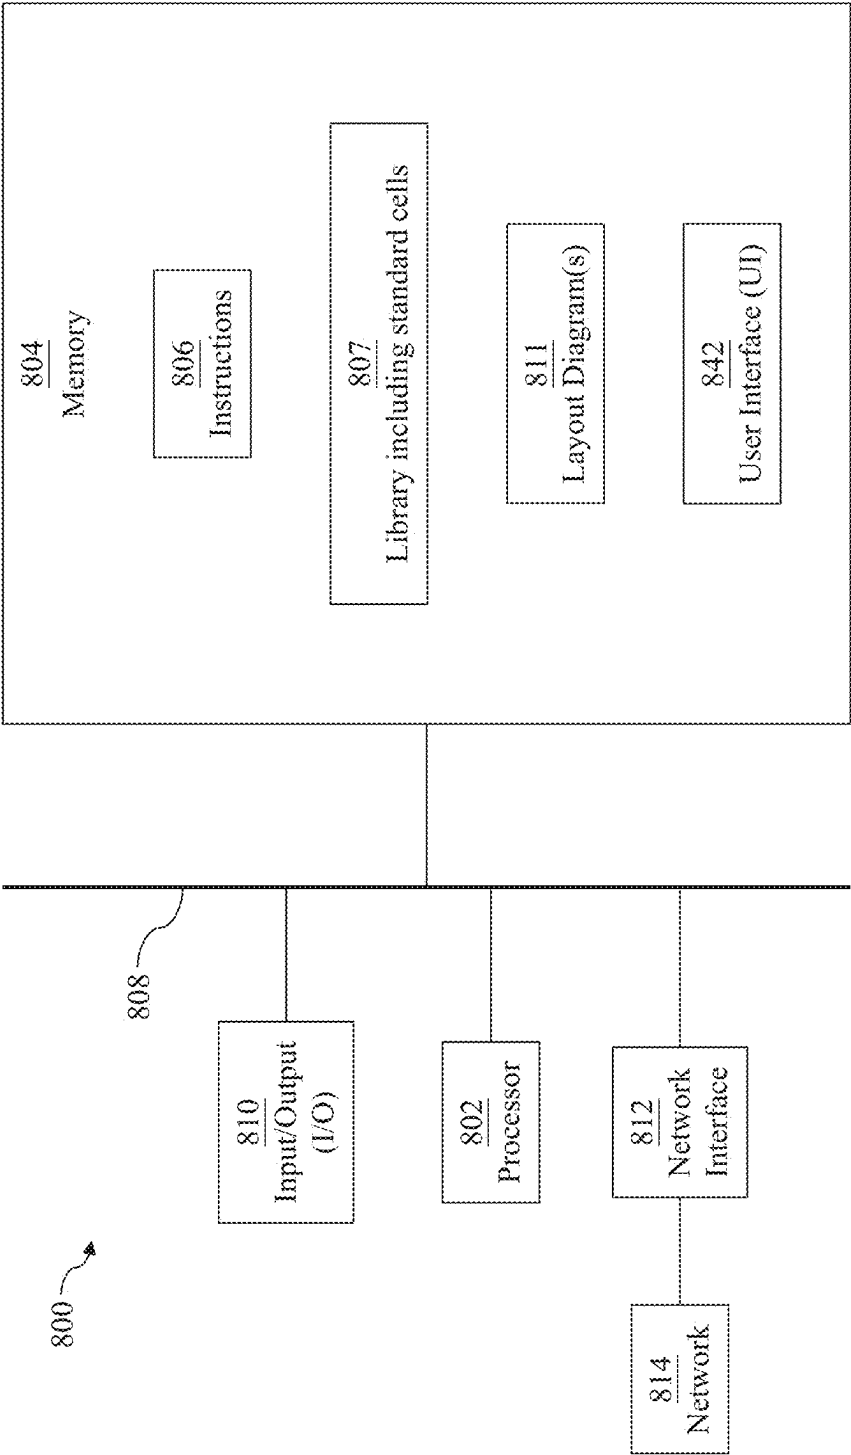 800
808
810
Input/Output
(I/O)
802
Processor
814
Network
812
Network
Interface
804
Memory
806
Instructions
807
Library including standard cells
811
Layout Diagram(s)
842
User Interface (UI)